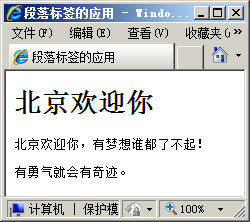 段落标签的应用 - Windo...
文件(F) 编辑(E) 查看(V) 收藏夹(
段落标签的应用
北京欢迎你
北京欢迎你，有梦想谁都了不起！
有勇气就会有奇迹。
计算机 | 保护模 100%